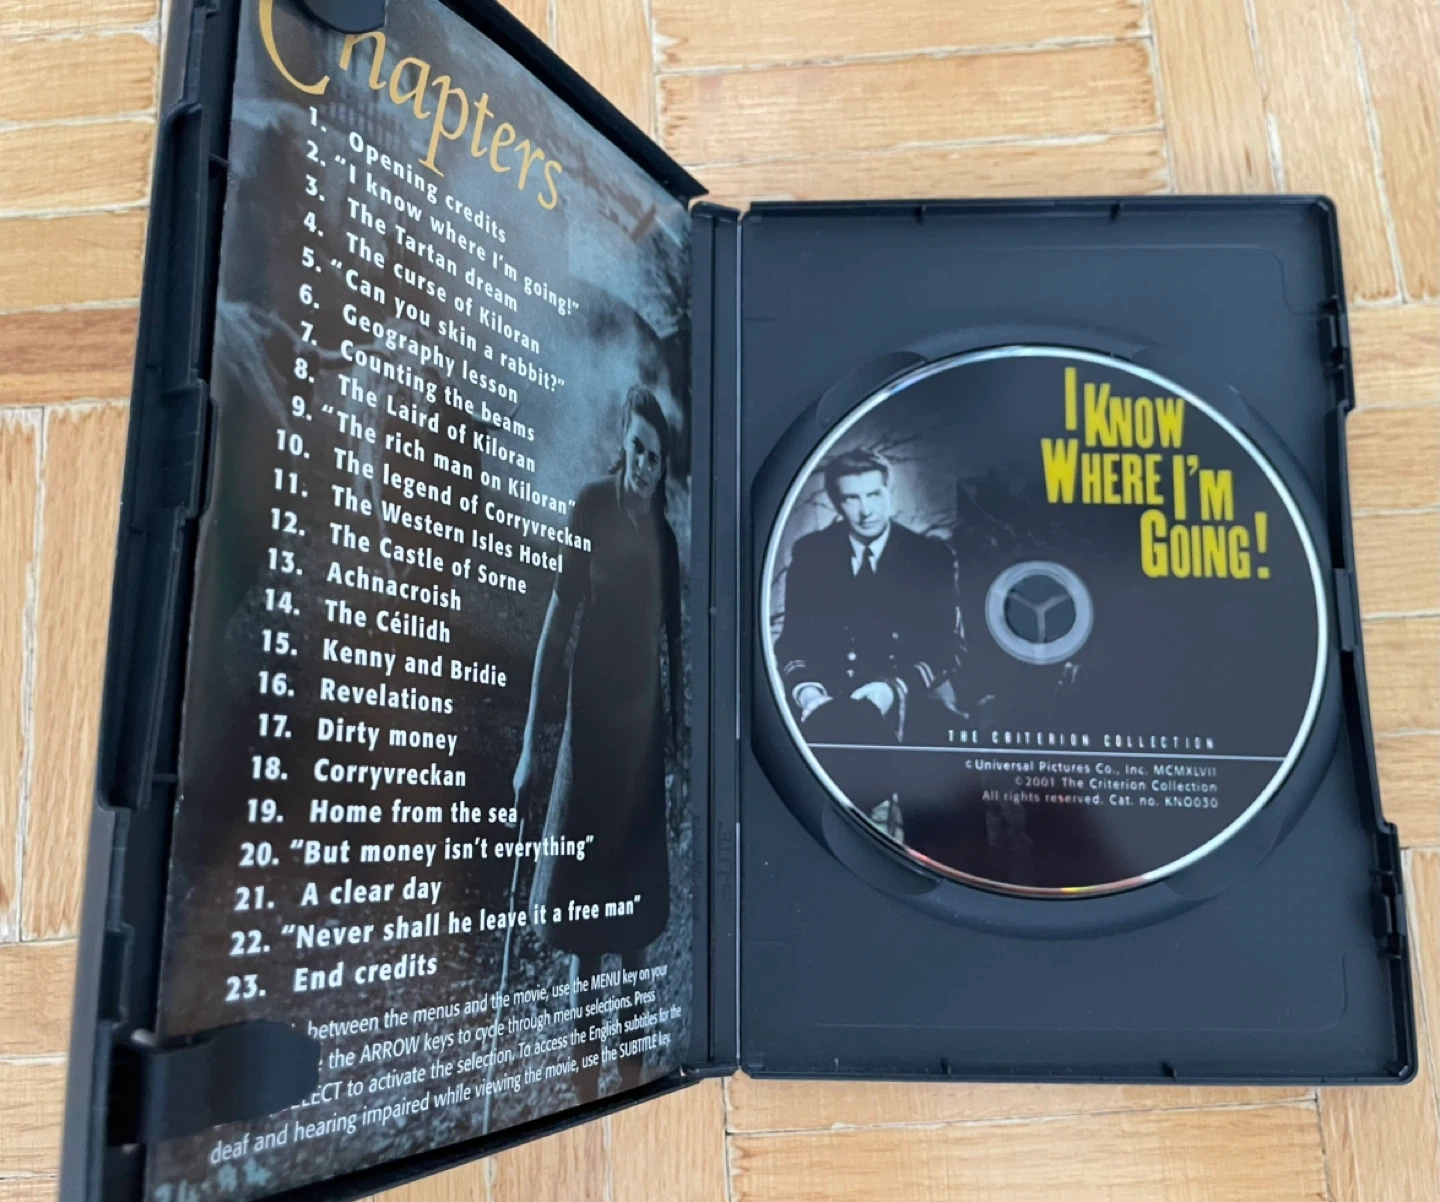 Chapters
1. Opening credits
2. “I know where I’m going!”
3. The Tartan dream
4. The curse of Kiloran
5. “Can you skin a rabbit?”
6. Geography lesson
7. Counting the beams
8. The Laird of Kiloran
9. “The rich man on Kiloran”
10. The legend of Corryvreckan
11. The Western Isles Hotel
12. The Castle of Sorne
13. Achnacroish
14. The Céilidh
15. Kenny and Bridie
16. Revelations
17. Dirty money
18. Corryvreckan
19. Home from the sea
20. “But money isn’t everything”
21. A clear day
22. “Never shall he leave it a free man”
23. End credits
between the menus and the movie, use the MENU key on your
the ARROW keys to cycle through menu selections. Press
to activate the selection. To access the English subtitles for the
deaf and hearing impaired while viewing the movie, use the SUBTITLE key.
I KNOW
WHERE I’M
GOING!
THE CRITERION COLLECTION
© Universal Pictures Co., Inc. MCMXLVII
© 2001 The Criterion Collection
All rights reserved. Cat. no. KNO030